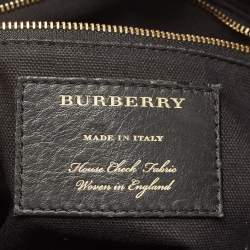 BURBERRY
MADE IN ITALY
House Check Fabric
Woven in England